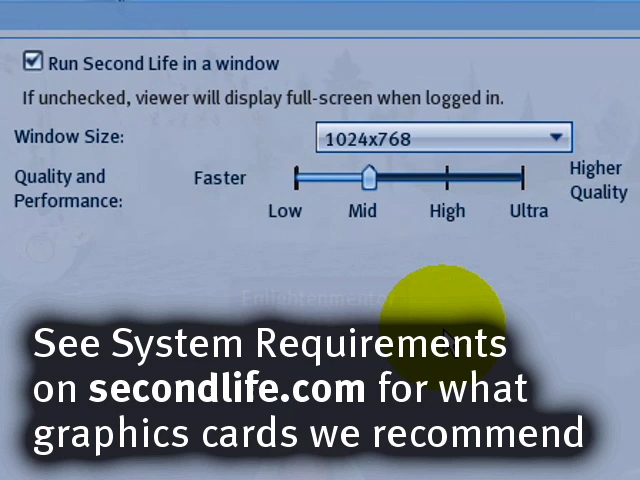 Run Second Life in a window
If unchecked, viewer will display full-screen when logged in.
Window Size:
1024x768
Quality and
Performance:
Faster
Higher
Quality
Low
Mid
High
Ultra
See System Requirements
on secondlife.com for what
graphics cards we recommend